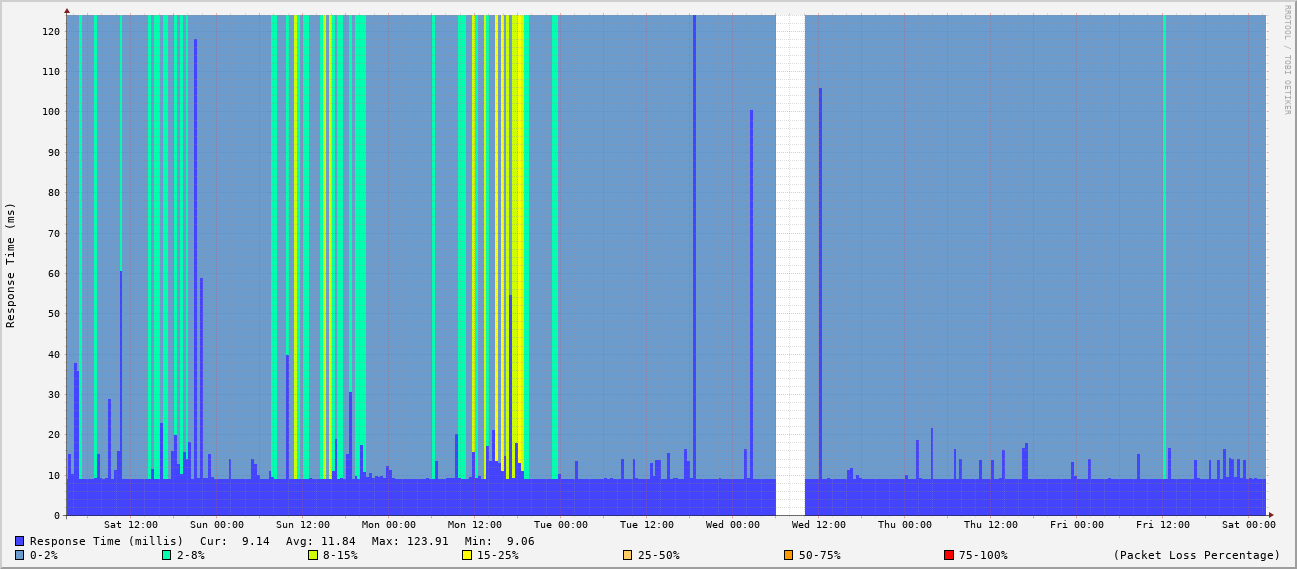 RRDTOOL / TOBI OETIKER
Response Time (ms)
120
110
100
90
80
70
60
50
40
30
20
10
0
Sat 12:00 Sun 00:00 Sun 12:00 Mon 00:00 Mon 12:00 Tue 00:00 Tue 12:00 Wed 00:00 Wed 12:00 Thu 00:00 Thu 12:00 Fri 00:00 Fri 12:00 Sat 00:00
Response Time (millis) Cur: 9.14 Avg: 11.84 Max: 123.91 Min: 9.06
0-2% 2-8% 8-15% 15-25% 25-50% 50-75% 75-100% (Packet Loss Percentage)